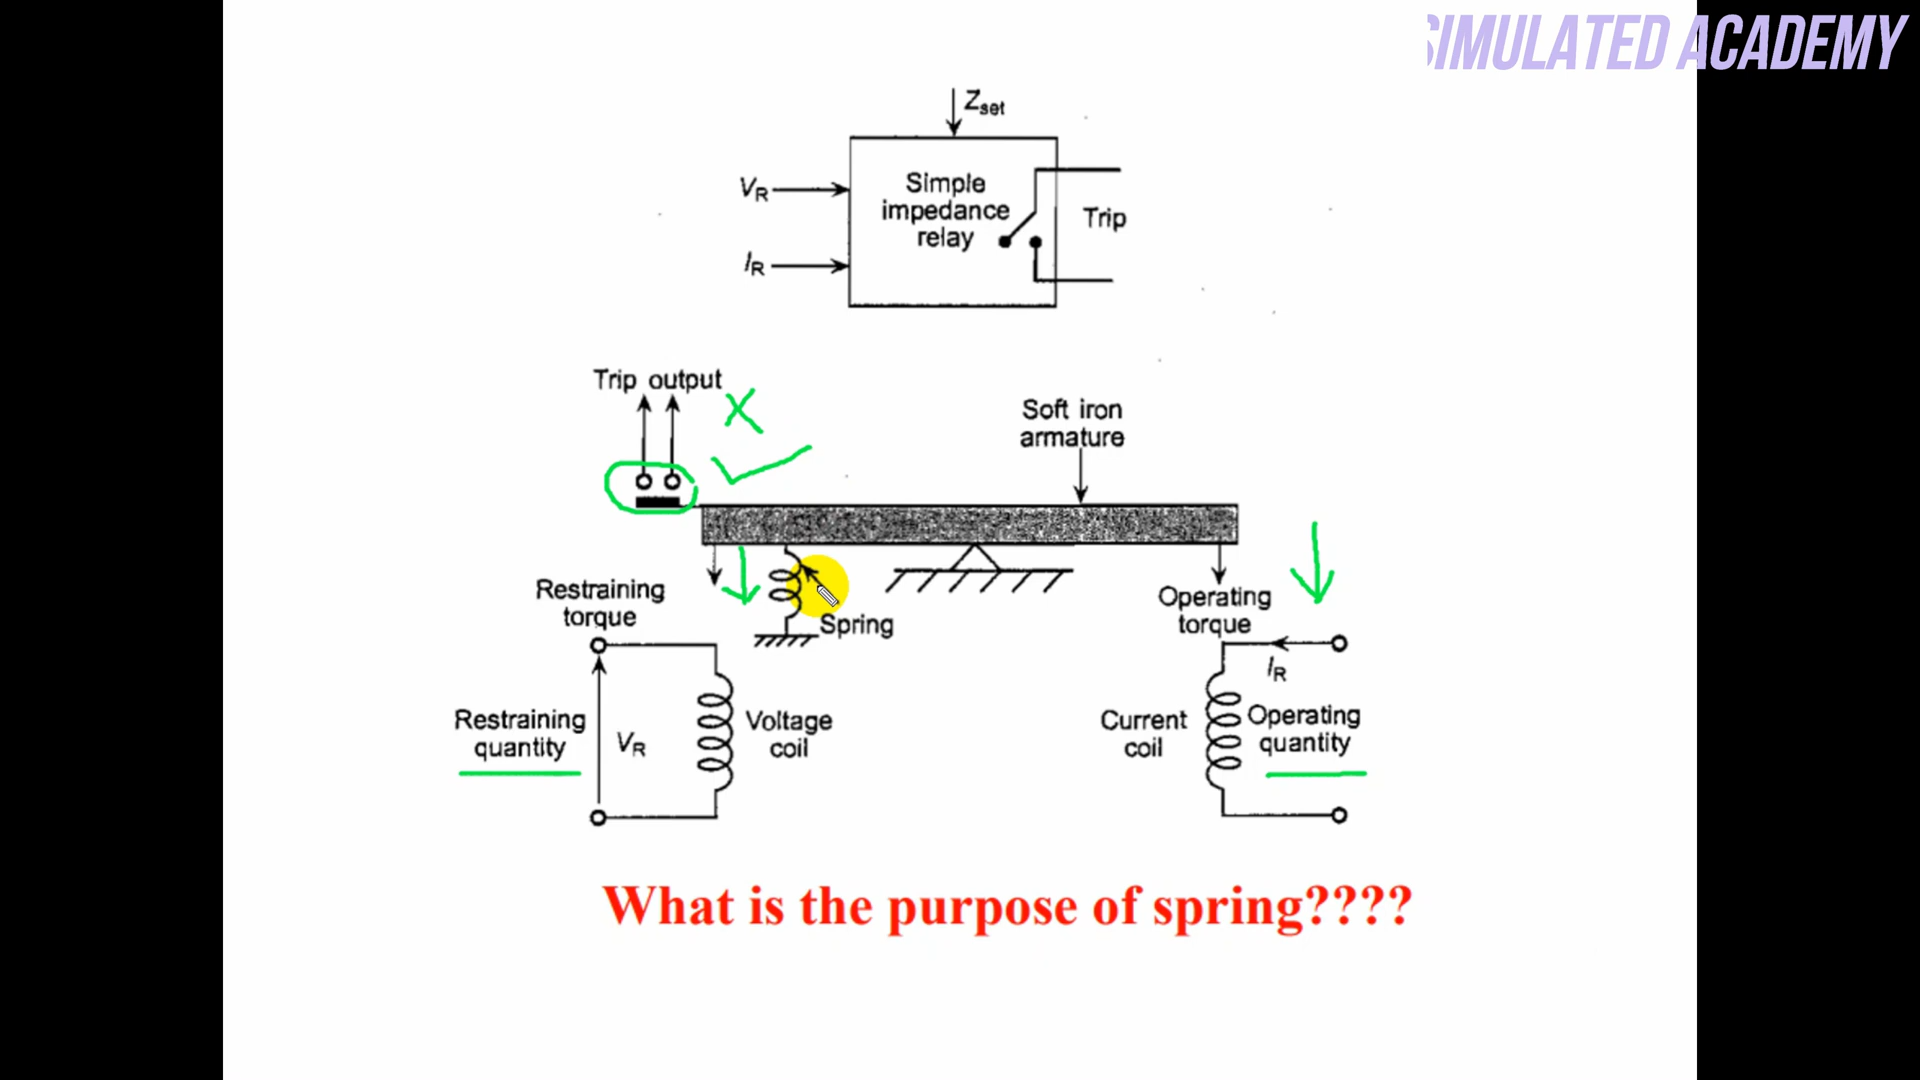 SIMULATED ACADEMY
Zset
VR
Simple
impedance
relay
Trip
IR
Trip output
Soft iron
armature
Restraining
torque
Spring
Operating
torque
IR
Restraining
quantity
VR
Voltage
coil
Current
coil
Operating
quantity
What is the purpose of spring????